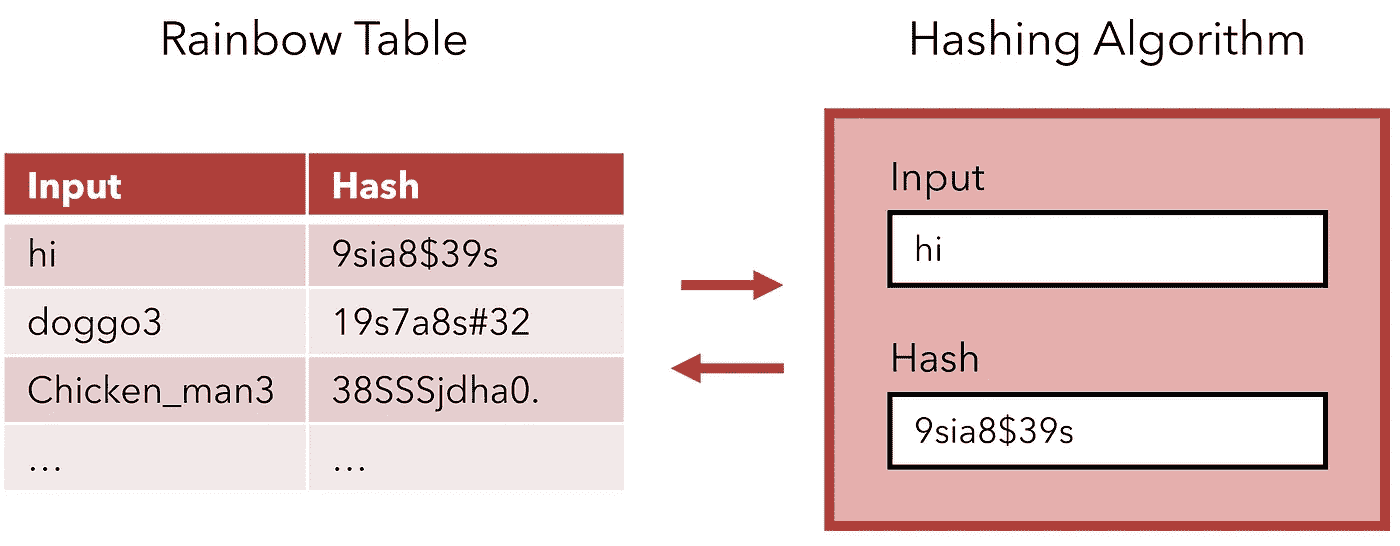 Rainbow Table
Input Hash
hi 9sia8$39s
doggo3 19s7a8s#32
Chicken_man3 38SSSjdha0.
... ...
Hashing Algorithm
Input
hi
Hash
9sia8$39s